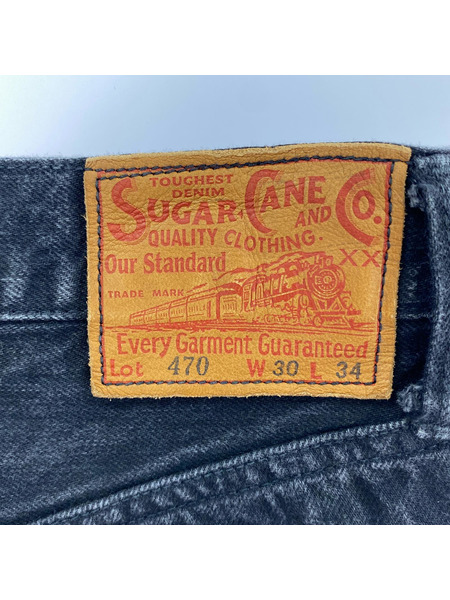 TOUGHEST
DENIM
SUGAR CANE AND CO.
QUALITY CLOTHING.
Our Standard XX
TRADE MARK
Every Garment Guaranteed
Lot 470 W 30 L 34